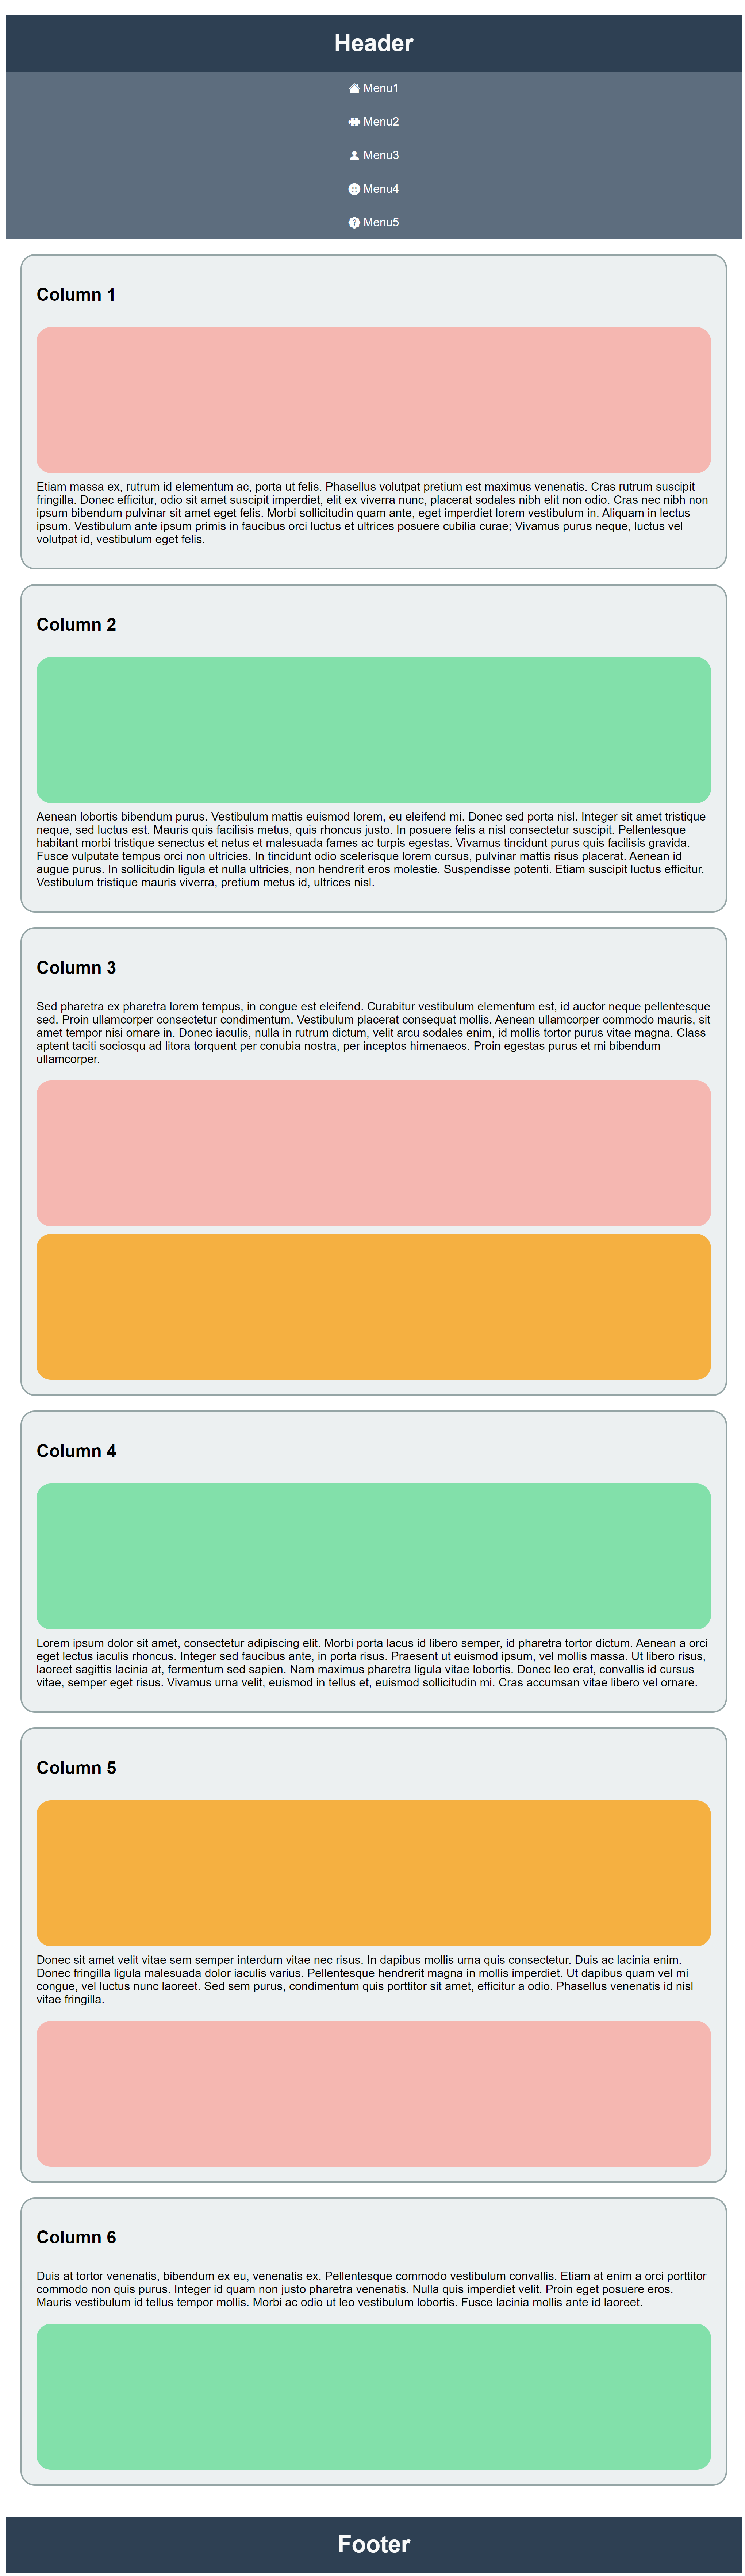 Header
Menu1
Menu2
Menu3
Menu4
Menu5
Column 1
Etiam massa ex, rutrum id elementum ac, porta ut felis. Phasellus volutpat pretium est maximus venenatis. Cras rutrum suscipit
fringilla. Donec efficitur, odio sit amet suscipit imperdiet, elit ex viverra nunc, placerat sodales nibh elit non odio. Cras nec nibh non
ipsum bibendum pulvinar sit amet eget felis. Morbi sollicitudin quam ante, eget imperdiet lorem vestibulum in. Aliquam in lectus
ipsum. Vestibulum ante ipsum primis in faucibus orci luctus et ultrices posuere cubilia curae; Vivamus purus neque, luctus vel
volutpat id, vestibulum eget felis.
Column 2
Aenean lobortis bibendum purus. Vestibulum mattis euismod lorem, eu eleifend mi. Donec sed porta nisl. Integer sit amet tristique
neque, sed luctus est. Mauris quis facilisis metus, quis rhoncus justo. In posuere felis a nisl consectetur suscipit. Pellentesque
habitant morbi tristique senectus et netus et malesuada fames ac turpis egestas. Vivamus tincidunt purus quis facilisis gravida.
Fusce vulputate tempus orci non ultricies. In tincidunt odio scelerisque lorem cursus, pulvinar mattis risus placerat. Aenean id
augue purus. In sollicitudin ligula et nulla ultricies, non hendrerit eros molestie. Suspendisse potenti. Etiam suscipit luctus efficitur.
Vestibulum tristique mauris viverra, pretium metus id, ultrices nisl.
Column 3
Sed pharetra ex pharetra lorem tempus, in congue est eleifend. Curabitur vestibulum elementum est, id auctor neque pellentesque
sed. Proin ullamcorper consectetur condimentum. Vestibulum placerat consequat mollis. Aenean ullamcorper commodo mauris, sit
amet tempor nisi ornare in. Donec iaculis, nulla in rutrum dictum, velit arcu sodales enim, id mollis tortor purus vitae magna. Class
aptent taciti sociosqu ad litora torquent per conubia nostra, per inceptos himenaeos. Proin egestas purus et mi bibendum
ullamcorper.
Column 4
Lorem ipsum dolor sit amet, consectetur adipiscing elit. Morbi porta lacus id libero semper, id pharetra tortor dictum. Aenean a orci
eget lectus iaculis rhoncus. Integer sed faucibus ante, in porta risus. Praesent ut euismod ipsum, vel mollis massa. Ut libero risus,
laoreet sagittis lacinia at, fermentum sed sapien. Nam maximus pharetra ligula vitae lobortis. Donec leo erat, convallis id cursus
vitae, semper eget risus. Vivamus urna velit, euismod in tellus et, euismod sollicitudin mi. Cras accumsan vitae libero vel ornare.
Column 5
Donec sit amet velit vitae sem semper interdum vitae nec risus. In dapibus mollis urna quis consectetur. Duis ac lacinia enim.
Donec fringilla ligula malesuada dolor iaculis varius. Pellentesque hendrerit magna in mollis imperdiet. Ut dapibus quam vel mi
congue, vel luctus nunc laoreet. Sed sem purus, condimentum quis porttitor sit amet, efficitur a odio. Phasellus venenatis id nisl
vitae fringilla.
Column 6
Duis at tortor venenatis, bibendum ex eu, venenatis ex. Pellentesque commodo vestibulum convallis. Etiam at enim a orci porttitor
commodo non quis purus. Integer id quam non justo pharetra venenatis. Nulla quis imperdiet velit. Proin eget posuere eros.
Mauris vestibulum id tellus tempor mollis. Morbi ac odio ut leo vestibulum lobortis. Fusce lacinia mollis ante id laoreet.
Footer